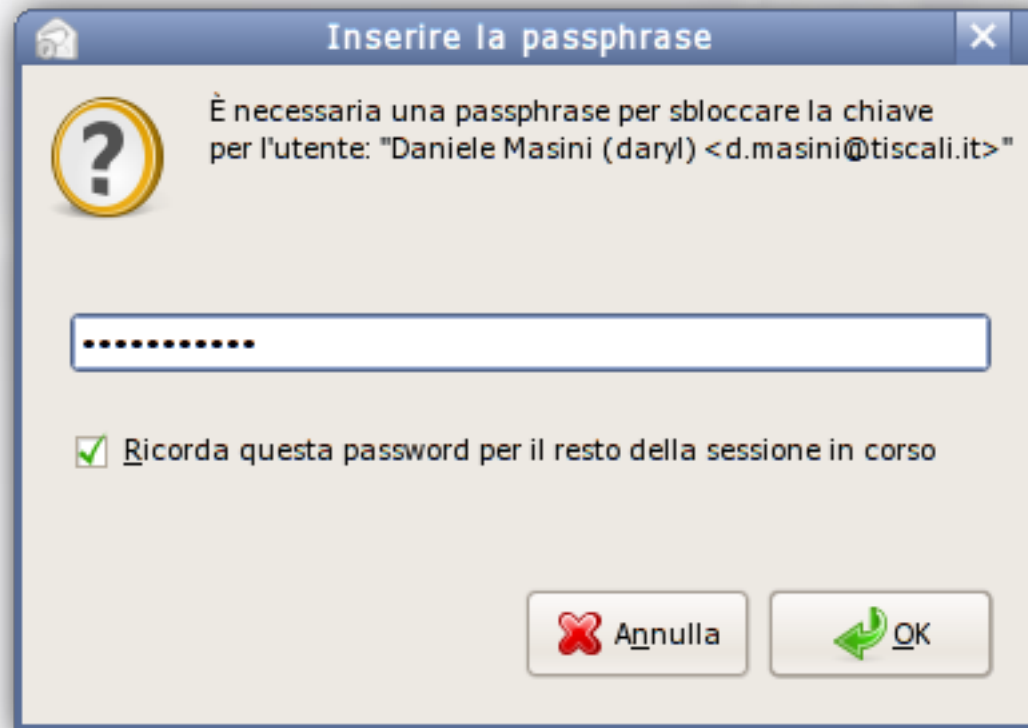 Inserire la passphrase
È necessaria una passphrase per sbloccare la chiave
per l'utente: "Daniele Masini (daryl) <d.masini@tiscali.it>"
•••••••••••
Ricorda questa password per il resto della sessione in corso
Annulla
OK